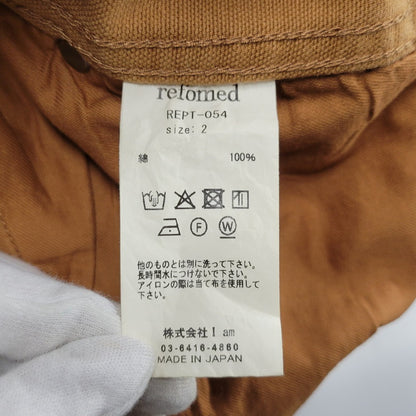 refomed
REPT-054
size: 2
綿 100%
F W
他のものとは別に洗って下さい。
長時間水につけないで下さい。
アイロンの際は当て布を使用して下さい。
株式会社I am
03-6416-4860
MADE IN JAPAN